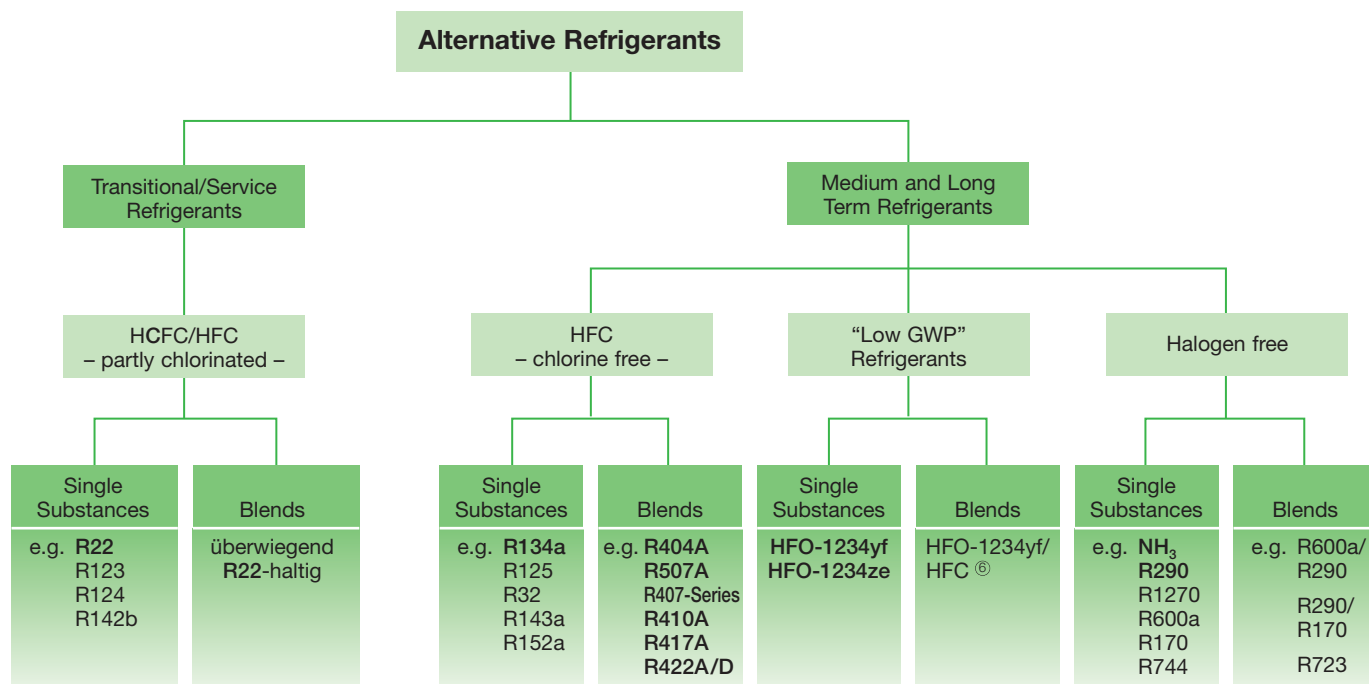 Alternative Refrigerants
Transitional/Service
Refrigerants
Medium and Long
Term Refrigerants
HCFC/HFC
– partly chlorinated –
HFC
– chlorine free –
“Low GWP”
Refrigerants
Halogen free
Single
Substances
e.g. R22
R123
R124
R142b
Blends
überwiegend
R22-haltig
Single
Substances
e.g. R134a
R125
R32
R143a
R152a
Blends
e.g. R404A
R507A
R407-Series
R410A
R417A
R422A/D
Single
Substances
HFO-1234yf
HFO-1234ze
Blends
HFO-1234yf/
HFC ⑥
Single
Substances
e.g. NH₃
R290
R1270
R600a
R170
R744
Blends
e.g. R600a/
R290
R290/
R170
R723